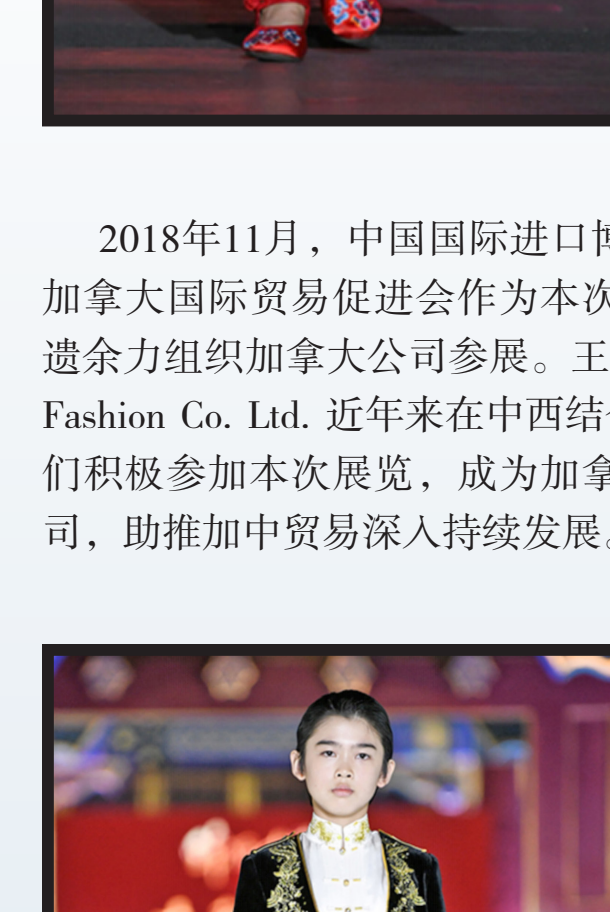 2018年11月，中国国际进口
加拿大国际贸易促进会作为本次
遗余力组织加拿大公司参展。王
Fashion Co. Ltd. 近年来在中西结
们积极参加本次展览，成为加拿
司，助推加中贸易深入持续发展。